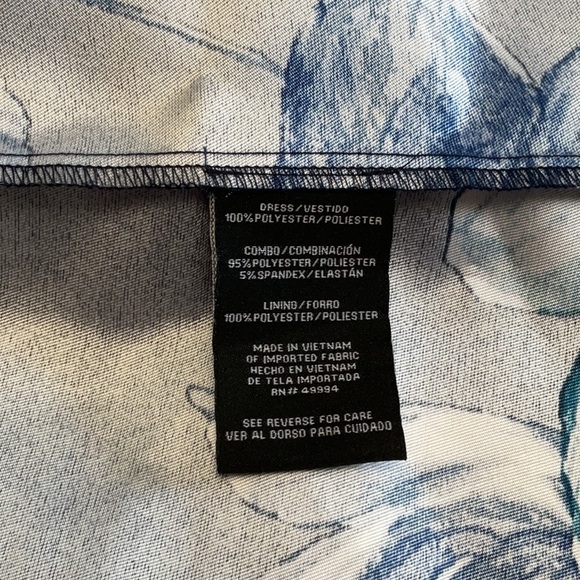 DRESS/VESTIDO
100%POLYESTER/POLIESTER
COMBO/COMBINACIÓN
95%POLYESTER/POLIESTER
5%SPANDEX/ELASTÁN
LINING/FORRO
100%POLYESTER/POLIESTER
MADE IN VIETNAM
OF IMPORTED FABRIC
HECHO EN VIETNAM
DE TELA IMPORTADA
RN# 49994
SEE REVERSE FOR CARE
VER AL DORSO PARA CUIDADO